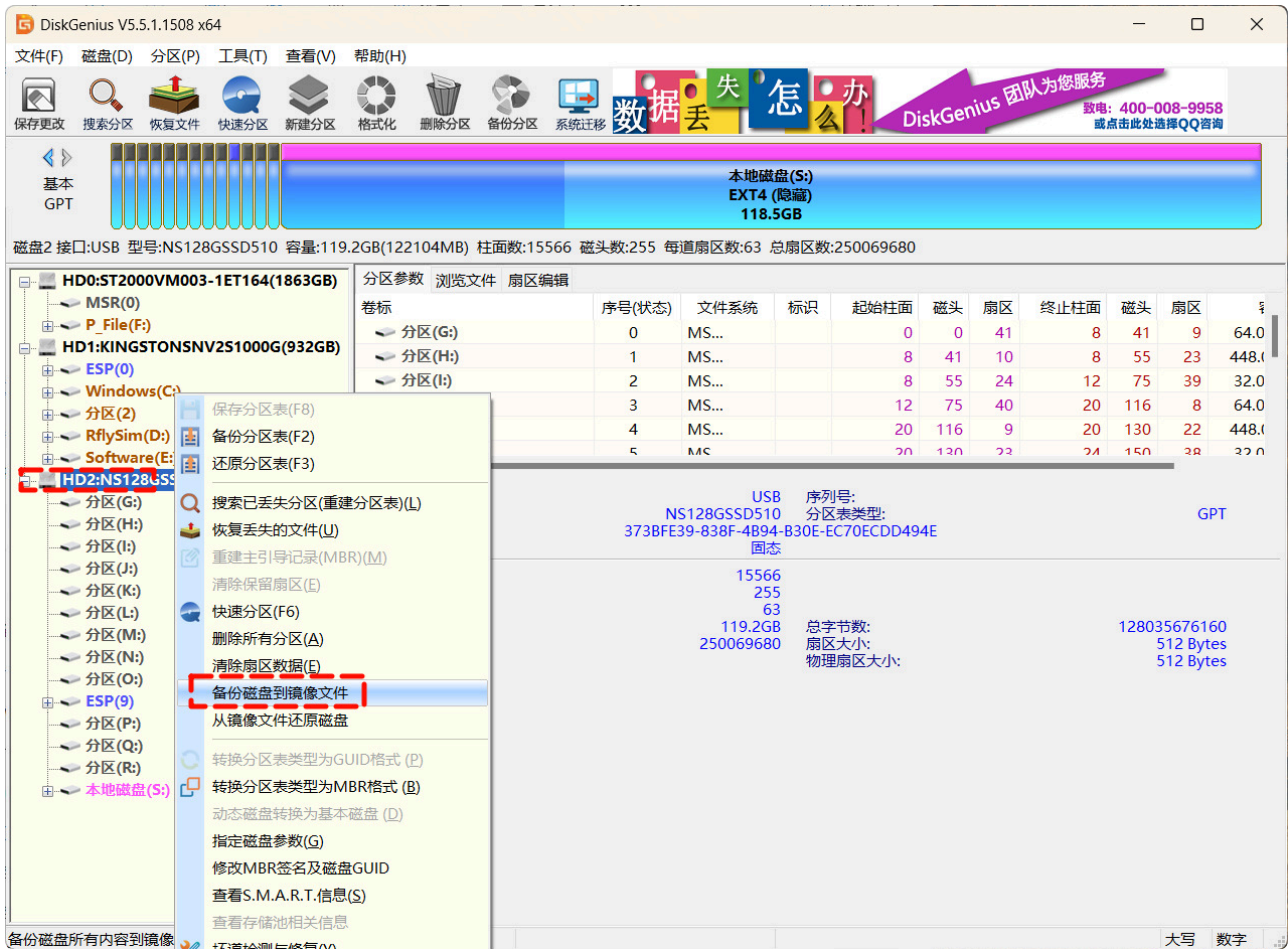 DiskGenius V5.5.1.1508 x64
文件(F) 磁盘(D) 分区(P) 工具(T) 查看(V) 帮助(H)
保存更改 搜索分区 恢复文件 快速分区 新建分区 格式化 删除分区 备份分区 系统迁移
数据丢失怎么办!
DiskGenius 团队为您服务
致电: 400-008-9958
或点击此处选择QQ咨询
基本
GPT
本地磁盘(S:)
EXT4 (隐藏)
118.5GB
磁盘2 接口:USB 型号:NS128GSSD510 容量:119.2GB(122104MB) 柱面数:15566 磁头数:255 每道扇区数:63 总扇区数:250069680
HD0:ST2000VM003-1ET164(1863GB)
MSR(0)
P_File(F:)
HD1:KINGSTONSNV2S1000G(932GB)
ESP(0)
Windows(C:)
分区(2)
RflySim(D:)
Software(E:
HD2:NS128GSS
分区(G:)
分区(H:)
分区(I:)
分区(J:)
分区(K:)
分区(L:)
分区(M:)
分区(N:)
分区(O:)
ESP(9)
分区(P:)
分区(Q:)
分区(R:)
本地磁盘(S:)
保存分区表(F8)
备份分区表(F2)
还原分区表(F3)
搜索已丢失分区(重建分区表)(L)
恢复丢失的文件(U)
重建主引导记录(MBR)(M)
清除保留扇区(E)
快速分区(F6)
删除所有分区(A)
清除扇区数据(E)
备份磁盘到镜像文件
从镜像文件还原磁盘
转换分区表类型为GUID格式 (P)
转换分区表类型为MBR格式 (B)
动态磁盘转换为基本磁盘 (D)
指定磁盘参数(G)
修改MBR签名及磁盘GUID
查看S.M.A.R.T.信息(S)
查看存储池相关信息
坏道检测与修复(Y)
分区参数 浏览文件 扇区编辑
卷标 序号(状态) 文件系统 标识 起始柱面 磁头 扇区 终止柱面 磁头 扇区
分区(G:) 0 MS... 0 0 41 8 41 9 64.0
分区(H:) 1 MS... 8 41 10 8 55 23 448.0
分区(I:) 2 MS... 8 55 24 12 75 39 32.0
3 MS... 12 75 40 20 116 8 64.0
4 MS... 20 116 9 20 130 22 448.0
5 MS 20 130 23 24 150 38 32.0
USB 序列号:
NS128GSSD510 分区表类型: GPT
373BFE39-838F-4B94-B30E-EC70ECDD494E
固态
15566
255
63
119.2GB 总字节数: 128035676160
250069680 扇区大小: 512 Bytes
物理扇区大小: 512 Bytes
备份磁盘所有内容到镜像
大写 数字